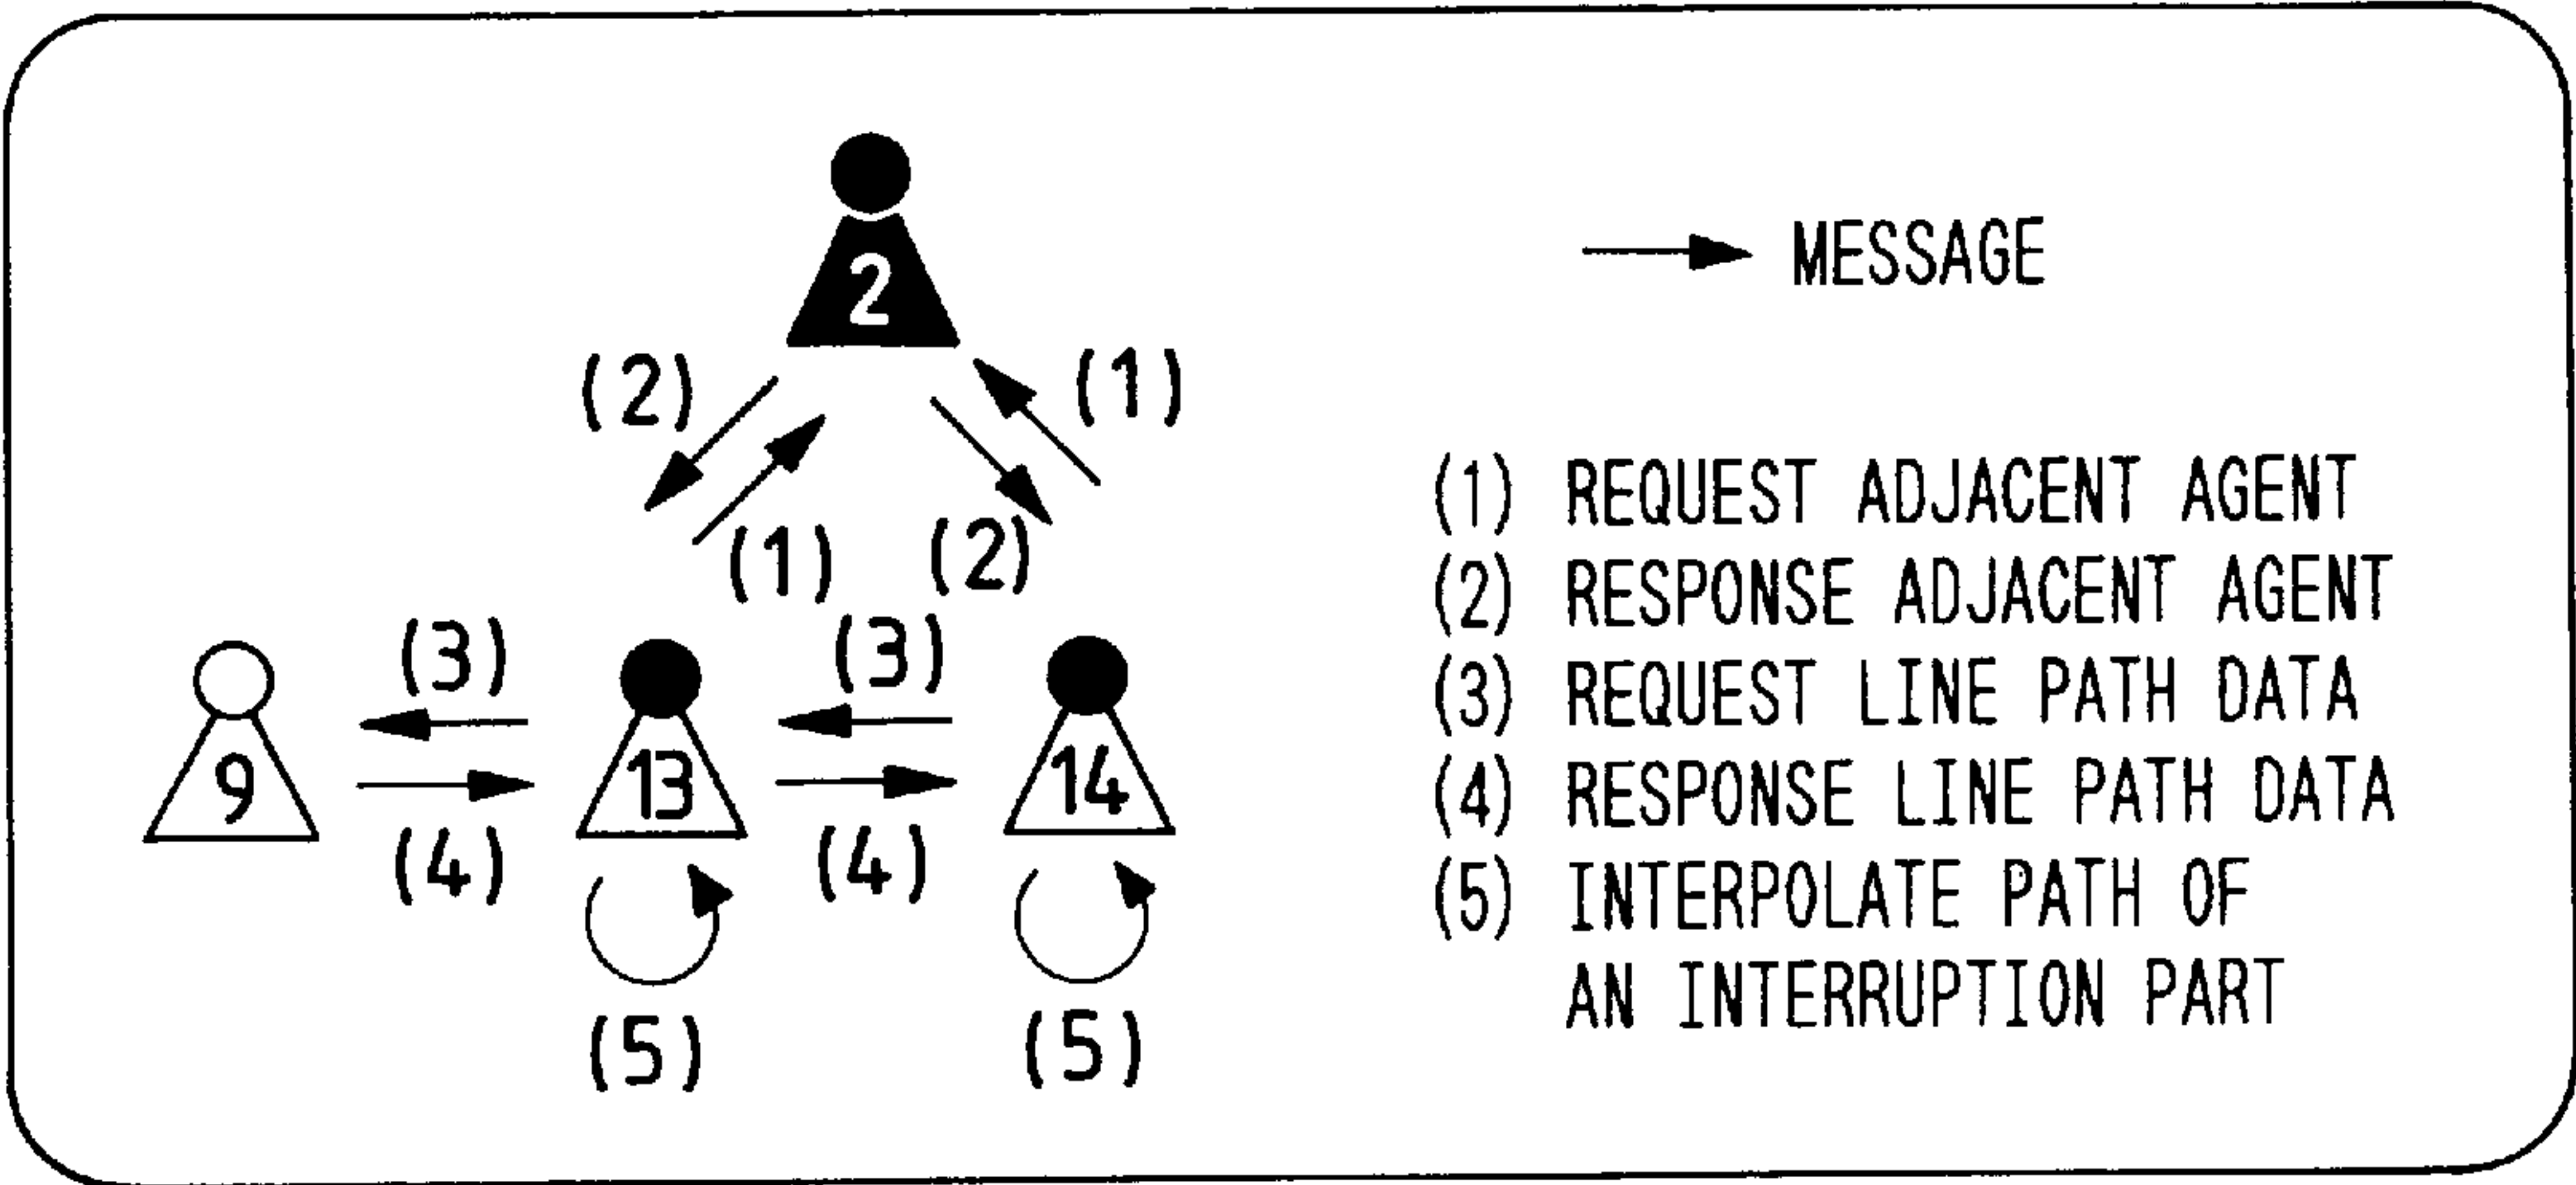 2
MESSAGE
(2)
(1)
(1)
(2)
(3)
(3)
9
13
14
(4)
(4)
(5)
(5)
(1) REQUEST ADJACENT AGENT
(2) RESPONSE ADJACENT AGENT
(3) REQUEST LINE PATH DATA
(4) RESPONSE LINE PATH DATA
(5) INTERPOLATE PATH OF
AN INTERRUPTION PART